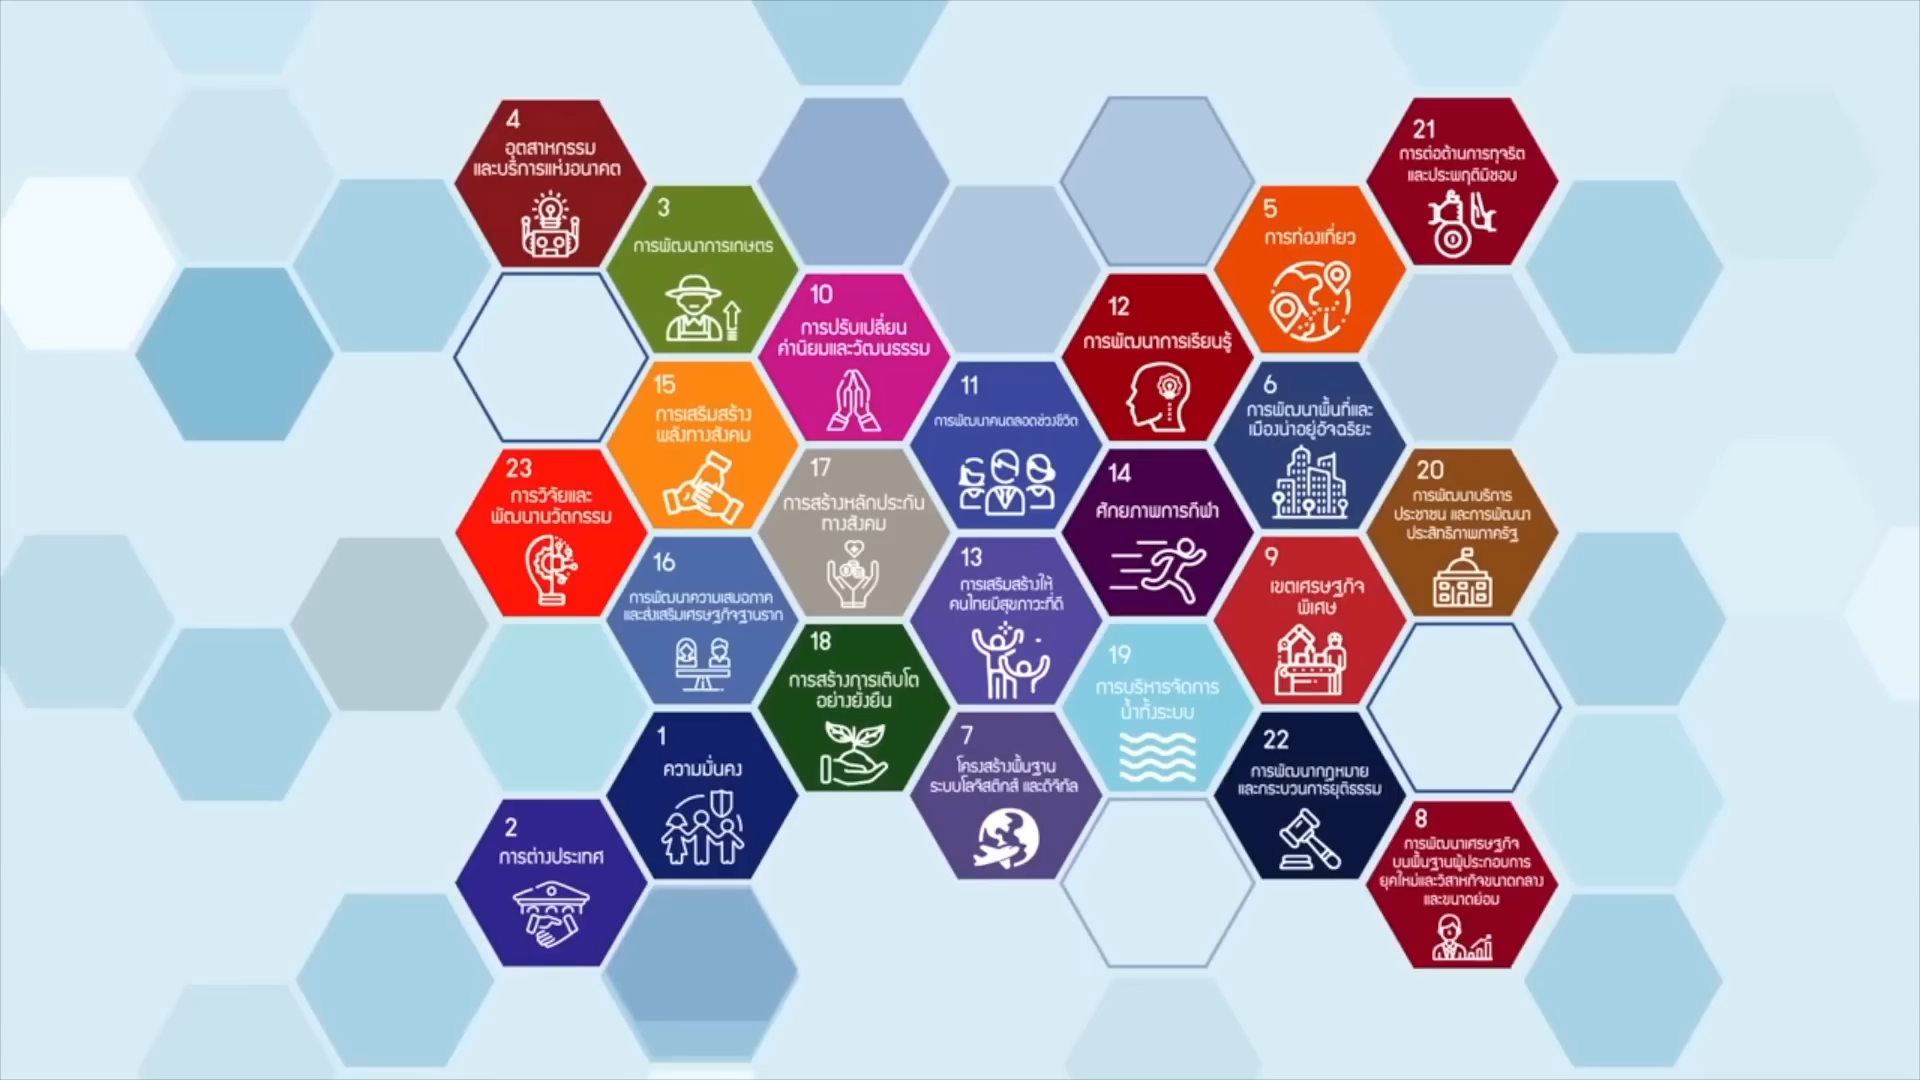 4
อุตสาหกรรม
และบริการแห่งอนาคต
21
การต่อต้านการทุจริต
และประพฤติมิชอบ
3
การพัฒนาการเกษตร
5
การท่องเที่ยว
10
การปรับเปลี่ยน
ค่านิยมและวัฒนธรรม
12
การพัฒนาการเรียนรู้
15
การเสริมสร้าง
พลังทางสังคม
11
การพัฒนาคนตลอดช่วงชีวิต
6
การพัฒนาพื้นที่และ
เมืองน่าอยู่อัจฉริยะ
23
การวิจัยและ
พัฒนานวัตกรรม
17
การสร้างหลักประกัน
ทางสังคม
14
ศักยภาพการกีฬา
20
การพัฒนาบริการ
ประชาชน และการพัฒนา
ประสิทธิภาพภาครัฐ
16
การพัฒนาความเสมอภาค
และส่งเสริมเศรษฐกิจฐานราก
13
การเสริมสร้างให้
คนไทยมีสุขภาวะที่ดี
9
เขตเศรษฐกิจ
พิเศษ
18
การสร้างการเติบโต
อย่างยั่งยืน
19
การบริหารจัดการ
น้ำทั้งระบบ
1
ความมั่นคง
7
โครงสร้างพื้นฐาน
ระบบโลจิสติกส์ และดิจิทัล
22
การพัฒนากฎหมาย
และกระบวนการยุติธรรม
2
การต่างประเทศ
8
การพัฒนาเศรษฐกิจ
บนพื้นฐานผู้ประกอบการ
ยุคใหม่และวิสาหกิจขนาดกลาง
และขนาดย่อม